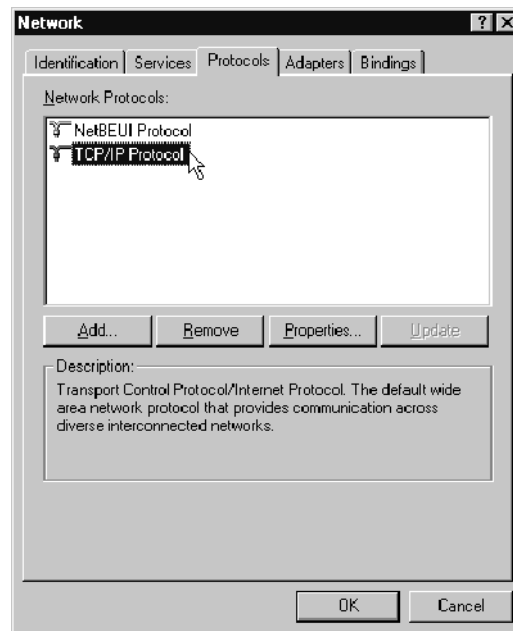 Network
Identification Services Protocols Adapters Bindings
Network Protocols:
NetBEUI Protocol
TCP/IP Protocol
Add... Remove Properties... Update
Description:
Transport Control Protocol/Internet Protocol. The default wide
area network protocol that provides communication across
diverse interconnected networks.
OK Cancel